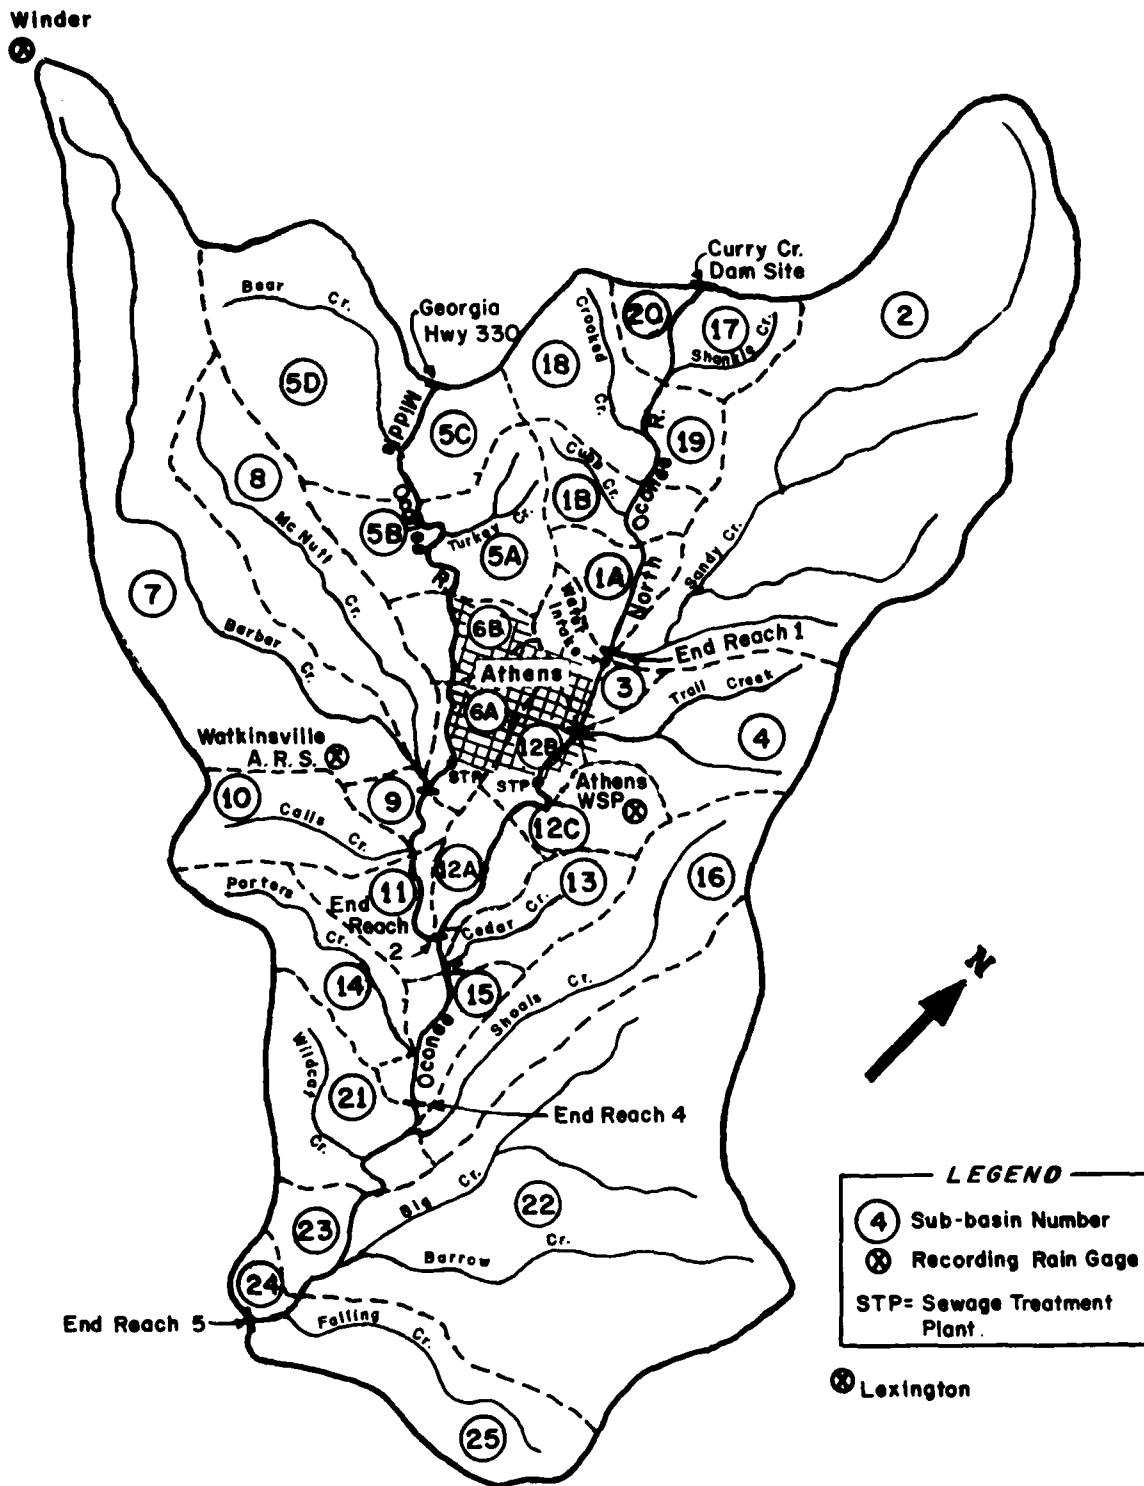 Winder
Curry Cr.
Dam Site
Bear Cr.
Georgia
Hwy 330
Crooked Cr.
20
17
Shankle Cr.
2
18
5D
Middle Oconee R.
5C
North Oconee R.
19
8
Cubb Cr.
1B
McNutt Cr.
5B
Turkey Cr.
5A
Sandy Cr.
1A
7
Water
Intake
Barber Cr.
6B
End Reach 1
Athens
3
Trail Creek
6A
4
Watkinsville
A. R. S.
12B
STP
STP
Athens
WSP
10
9
Calls Cr.
12C
12A
13
16
Porters Cr.
11
End
Reach
2
Cedar Cr.
N
14
15
Shoals Cr.
Oconee
Wildcat Cr.
21
End Reach 4
LEGEND
4 Sub-basin Number
Recording Rain Gage
STP= Sewage Treatment
Plant.
Big Cr.
22
23
Barrow Cr.
24
End Reach 5
Falling Cr.
Lexington
25